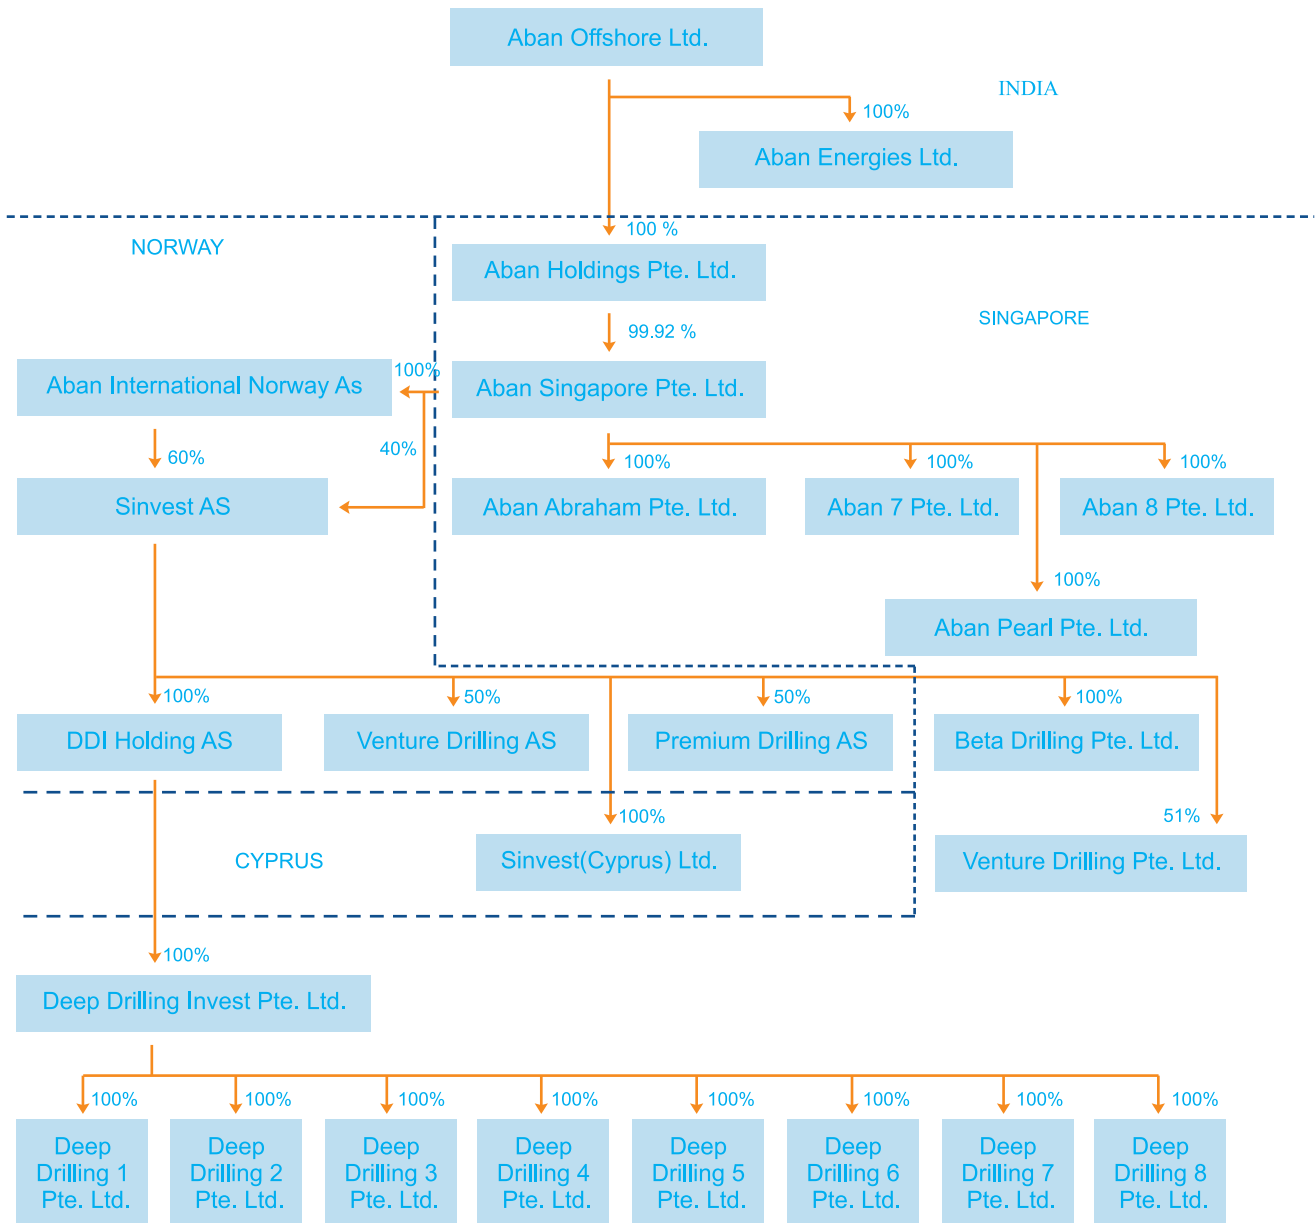 Aban Offshore Ltd.
INDIA
100%
Aban Energies Ltd.
100 %
NORWAY
Aban Holdings Pte. Ltd.
SINGAPORE
99.92 %
100%
Aban International Norway As
Aban Singapore Pte. Ltd.
40%
60%
100%
100%
100%
Sinvest AS
Aban Abraham Pte. Ltd.
Aban 7 Pte. Ltd.
Aban 8 Pte. Ltd.
100%
Aban Pearl Pte. Ltd.
100%
50%
50%
100%
DDI Holding AS
Venture Drilling AS
Premium Drilling AS
Beta Drilling Pte. Ltd.
100%
51%
CYPRUS
Sinvest(Cyprus) Ltd.
Venture Drilling Pte. Ltd.
100%
Deep Drilling Invest Pte. Ltd.
100%
100%
100%
100%
100%
100%
100%
100%
Deep
Drilling 1
Pte. Ltd.
Deep
Drilling 2
Pte. Ltd.
Deep
Drilling 3
Pte. Ltd.
Deep
Drilling 4
Pte. Ltd.
Deep
Drilling 5
Pte. Ltd.
Deep
Drilling 6
Pte. Ltd.
Deep
Drilling 7
Pte. Ltd.
Deep
Drilling 8
Pte. Ltd.